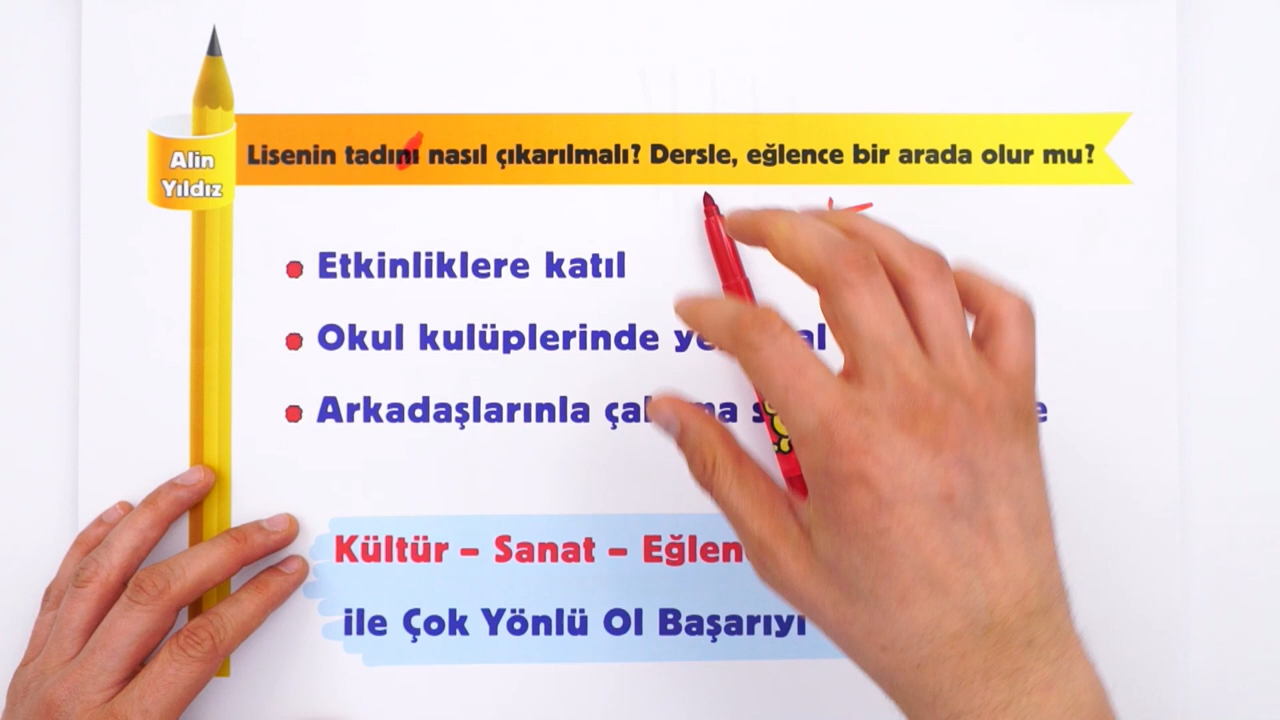 Alin
Yıldız
Lisenin tadını nasıl çıkarılmalı? Dersle, eğlence bir arada olur mu?
Etkinliklere katıl
Okul kulüplerinde
Arkadaşlarınla
Kültür – Sanat –
ile Çok Yönlü Ol Başarıyı